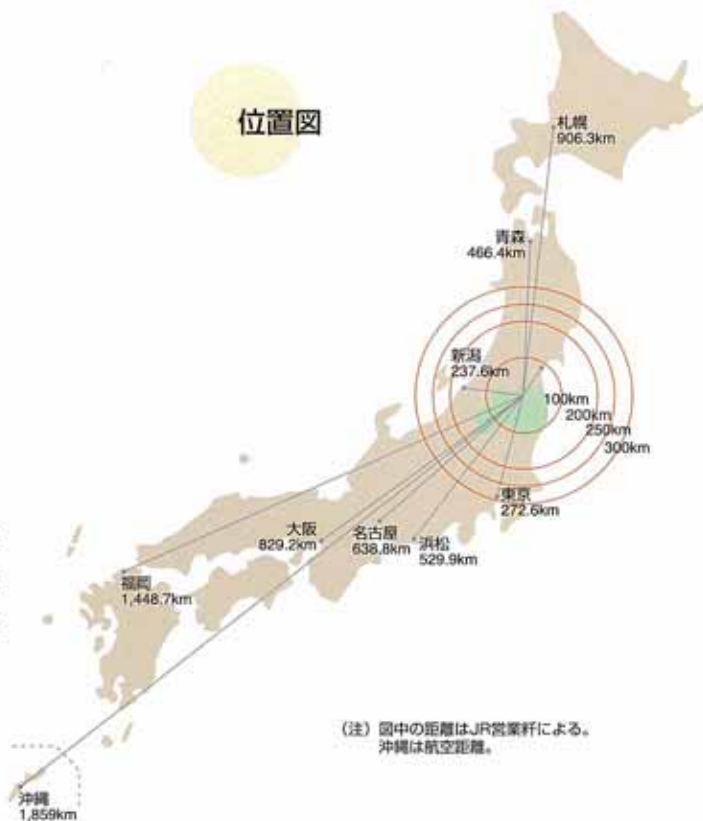 位置図
札幌
906.3km
青森
466.4km
新潟
237.6km
100km
200km
250km
300km
東京
272.6km
大阪
829.2km
名古屋
638.8km
浜松
529.9km
福岡
1,448.7km
(注) 図中の距離はJR営業粁による。
沖縄は航空距離。
沖縄
1,859km